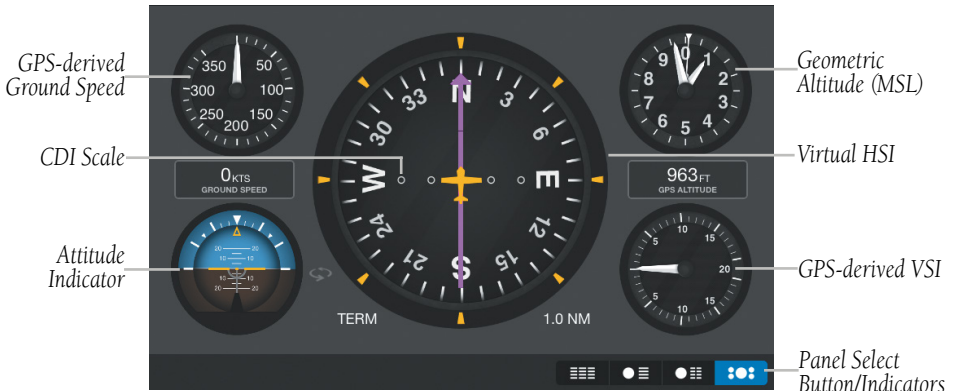 GPS-derived
Ground Speed
CDI Scale
Attitude
Indicator
350 50
300 100
250 150
200
0KTS
GROUND SPEED
20 20
10 10
10 10
20 20
N
33 3
30 6
W E
24 12
21 15
S
TERM 1.0 NM
0
9 1
8 2
7 3
6 4
5
963FT
GPS ALTITUDE
5 10 15
20
5 10 15
Geometric
Altitude (MSL)
Virtual HSI
GPS-derived VSI
Panel Select
Button/Indicators